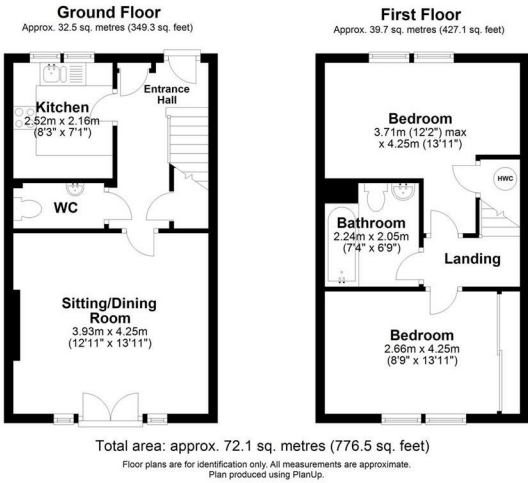 Ground Floor
Approx. 32.5 sq. metres (349.3 sq. feet)
Kitchen
2.52m x 2.16m
(8'3" x 7'1")
Entrance
Hall
WC
Sitting/Dining
Room
3.93m x 4.25m
(12'11" x 13'11")
First Floor
Approx. 39.7 sq. metres (427.1 sq. feet)
Bedroom
3.71m (12'2") max
x 4.25m (13'11")
HWC
Bathroom
2.24m x 2.05m
(7'4" x 6'9")
Landing
Bedroom
2.66m x 4.25m
(8'9" x 13'11")
Total area: approx. 72.1 sq. metres (776.5 sq. feet)
Floor plans are for identification only. All measurements are approximate.
Plan produced using PlanUp.